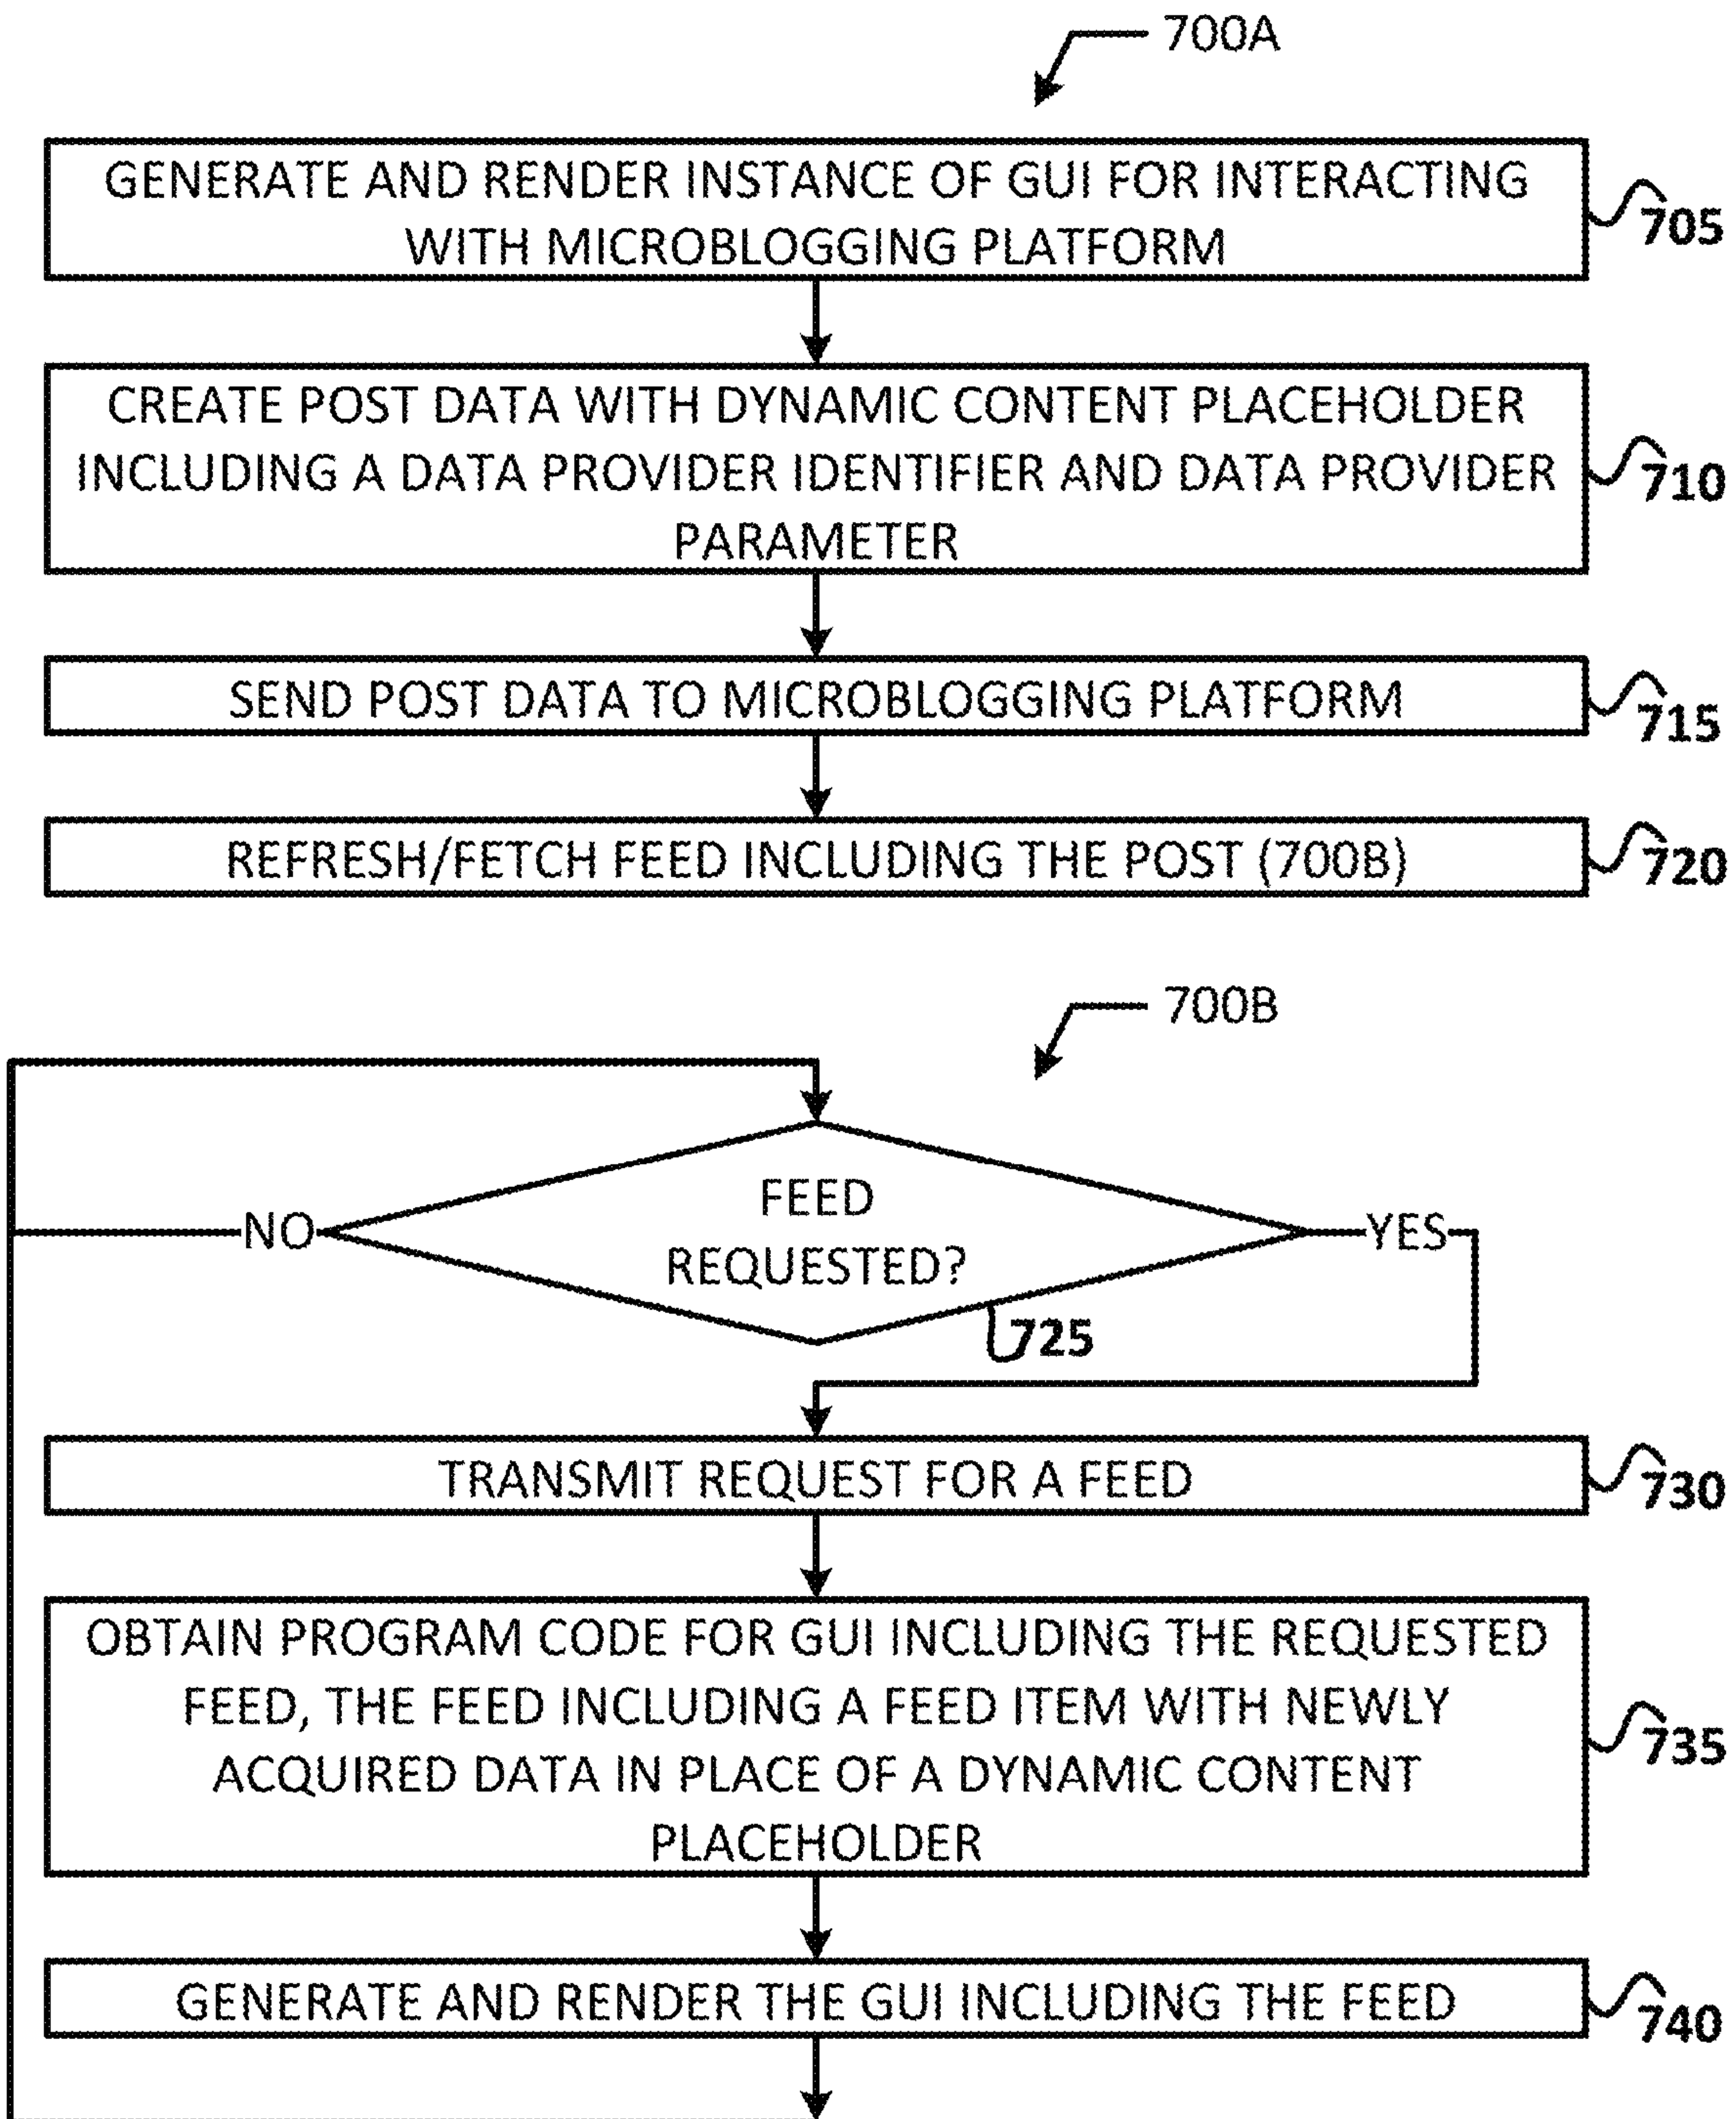 700A
GENERATE AND RENDER INSTANCE OF GUI FOR INTERACTING
WITH MICROBLOGGING PLATFORM
705
CREATE POST DATA WITH DYNAMIC CONTENT PLACEHOLDER
INCLUDING A DATA PROVIDER IDENTIFIER AND DATA PROVIDER
PARAMETER
710
SEND POST DATA TO MICROBLOGGING PLATFORM
715
REFRESH/FETCH FEED INCLUDING THE POST (700B)
720
700B
FEED
REQUESTED?
NO
YES
725
TRANSMIT REQUEST FOR A FEED
730
OBTAIN PROGRAM CODE FOR GUI INCLUDING THE REQUESTED
FEED, THE FEED INCLUDING A FEED ITEM WITH NEWLY
ACQUIRED DATA IN PLACE OF A DYNAMIC CONTENT
PLACEHOLDER
735
GENERATE AND RENDER THE GUI INCLUDING THE FEED
740